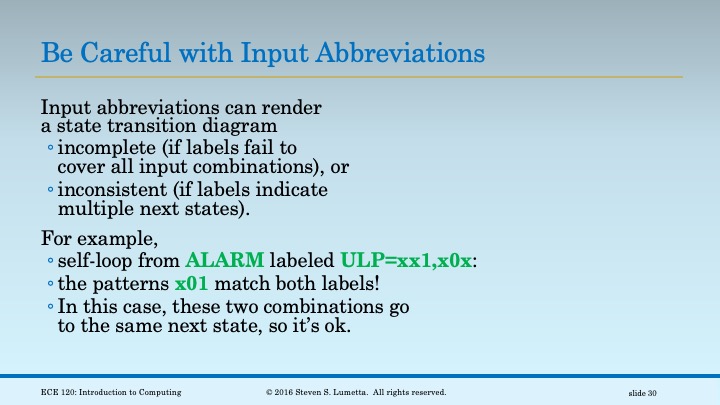 Be Careful with Input Abbreviations
Input abbreviations can render
a state transition diagram
◦ incomplete (if labels fail to
cover all input combinations), or
◦ inconsistent (if labels indicate
multiple next states).
For example,
◦ self-loop from ALARM labeled ULP=xx1,x0x:
◦ the patterns x01 match both labels!
◦ In this case, these two combinations go
to the same next state, so it’s ok.
ECE 120: Introduction to Computing © 2016 Steven S. Lumetta. All rights reserved. slide 30